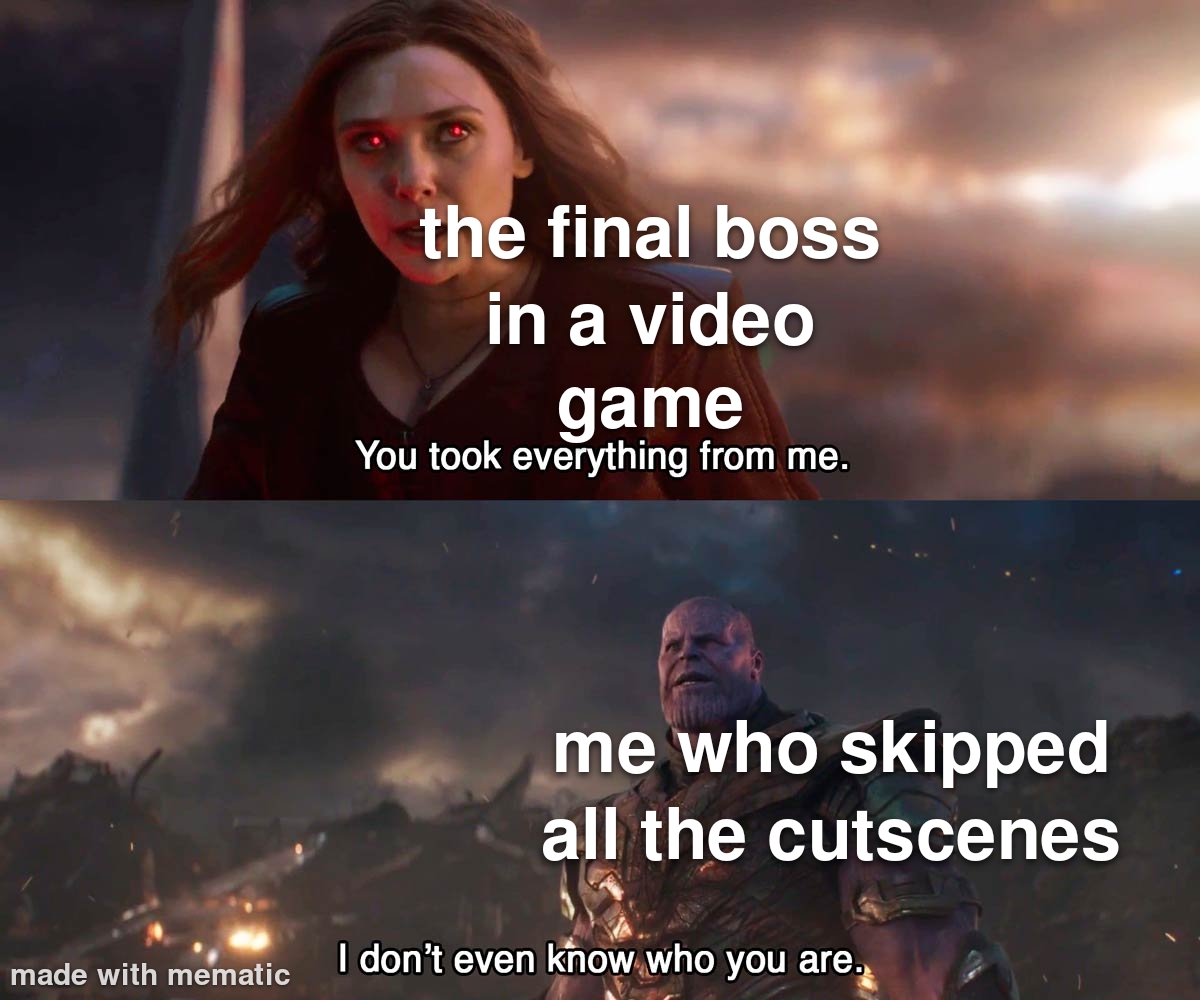 the final boss
in a video
game
You took everything from me.
me who skipped
all the cutscenes
I don't even know who you are.
made with mematic